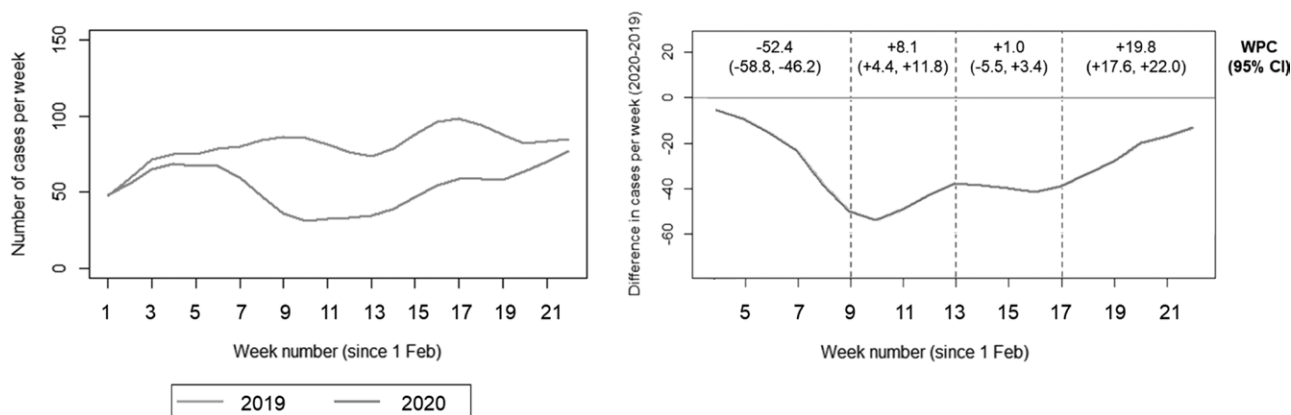 Number of cases per week
150
100
50
0
1 3 5 7 9 11 13 15 17 19 21
Week number (since 1 Feb)
2019 2020
Difference in cases per week (2020-2019)
20
0
-20
-40
-60
-52.4 +8.1 +1.0 +19.8 WPC
(-58.8, -46.2) (+4.4, +11.8) (-5.5, +3.4) (+17.6, +22.0) (95% CI)
5 7 9 11 13 15 17 19 21
Week number (since 1 Feb)